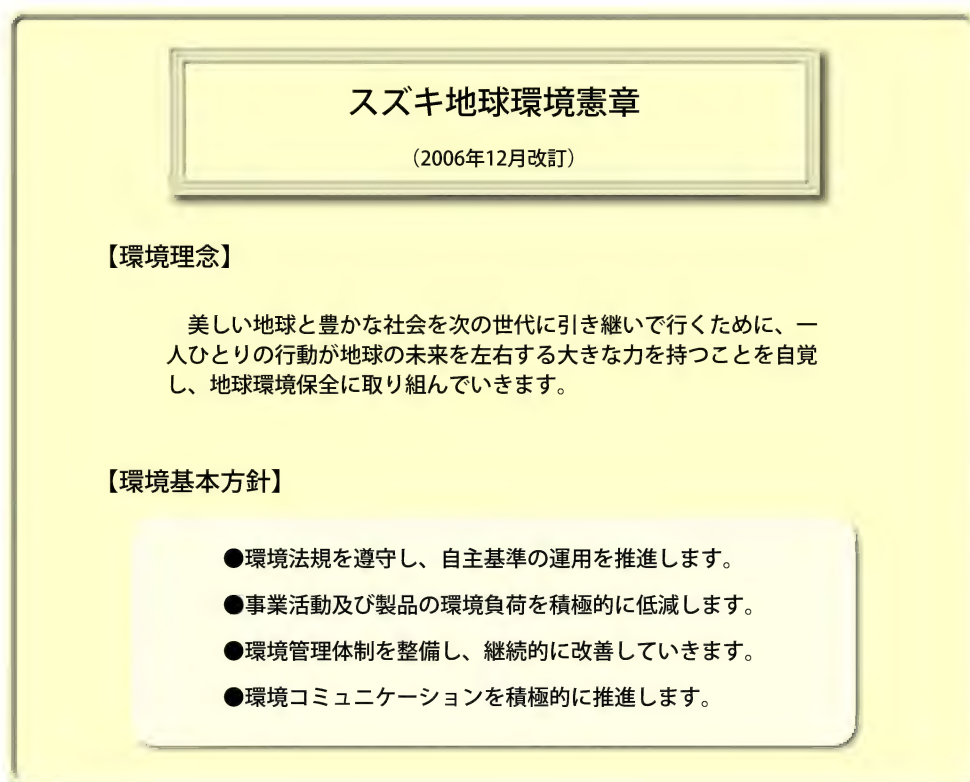 スズキ地球環境憲章
（2006年12月改訂）
【環境理念】
美しい地球と豊かな社会を次の世代に引き継いで行くために、一
人ひとりの行動が地球の未来を左右する大きな力を持つことを自覚
し、地球環境保全に取り組んでいきます。
【環境基本方針】
●環境法規を遵守し、自主基準の運用を推進します。
●事業活動及び製品の環境負荷を積極的に低減します。
●環境管理体制を整備し、継続的に改善していきます。
●環境コミュニケーションを積極的に推進します。